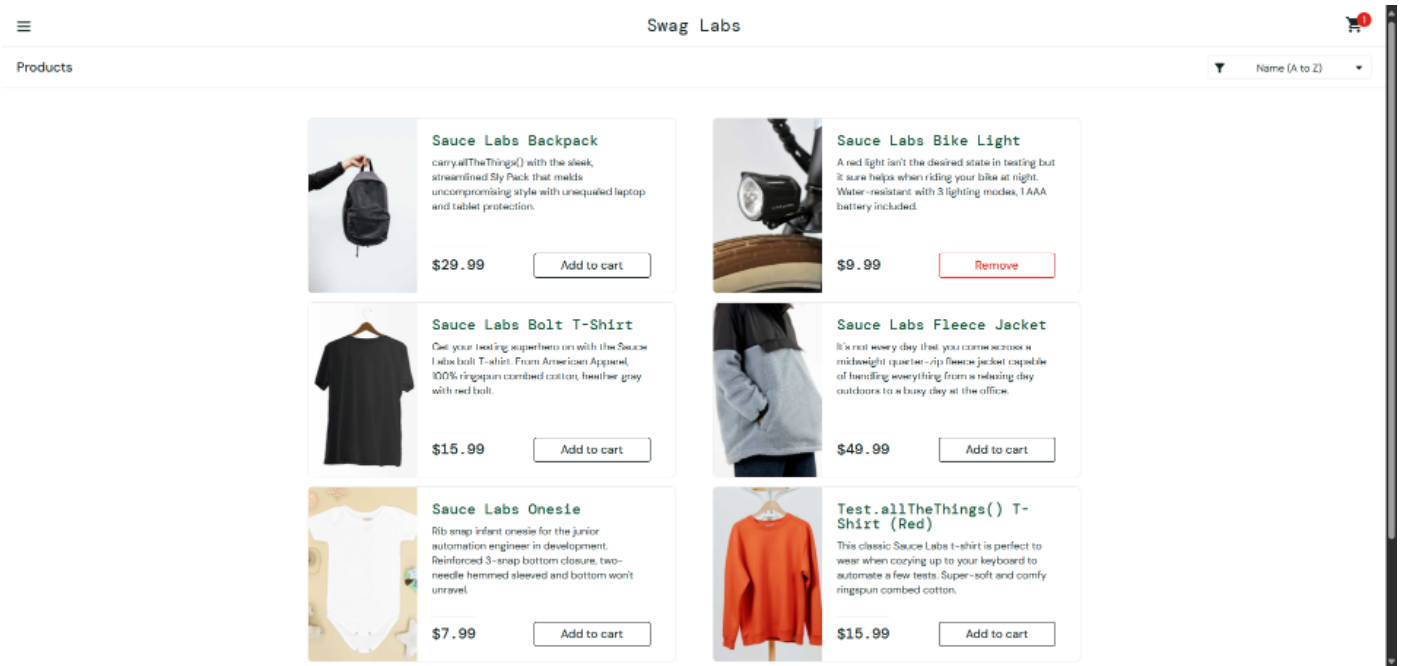 Swag Labs
1
Products
Name (A to Z)
Sauce Labs Backpack
carry.allTheThings() with the sleek,
streamlined Sly Pack that melds
uncompromising style with unequaled laptop
and tablet protection.
$29.99
Add to cart
Sauce Labs Bike Light
A red light isn't the desired state in testing but
it sure helps when riding your bike at night.
Water-resistant with 3 lighting modes, 1 AAA
battery included.
$9.99
Remove
Sauce Labs Bolt T-Shirt
Get your testing superhero on with the Sauce
Labs bolt T-shirt. From American Apparel,
100% ringspun combed cotton, heather gray
with red bolt.
$15.99
Add to cart
Sauce Labs Fleece Jacket
It's not every day that you come across a
midweight quarter-zip fleece jacket capable
of handling everything from a relaxing day
outdoors to a busy day at the office.
$49.99
Add to cart
Sauce Labs Onesie
Rib snap infant onesie for the junior
automation engineer in development.
Reinforced 3-snap bottom closure, two-
needle hemmed sleeved and bottom won't
unravel.
$7.99
Add to cart
Test.allTheThings() T-
Shirt (Red)
This classic Sauce Labs t-shirt is perfect to
wear when cozying up to your keyboard to
automate a few tests. Super-soft and comfy
ringspun combed cotton.
$15.99
Add to cart